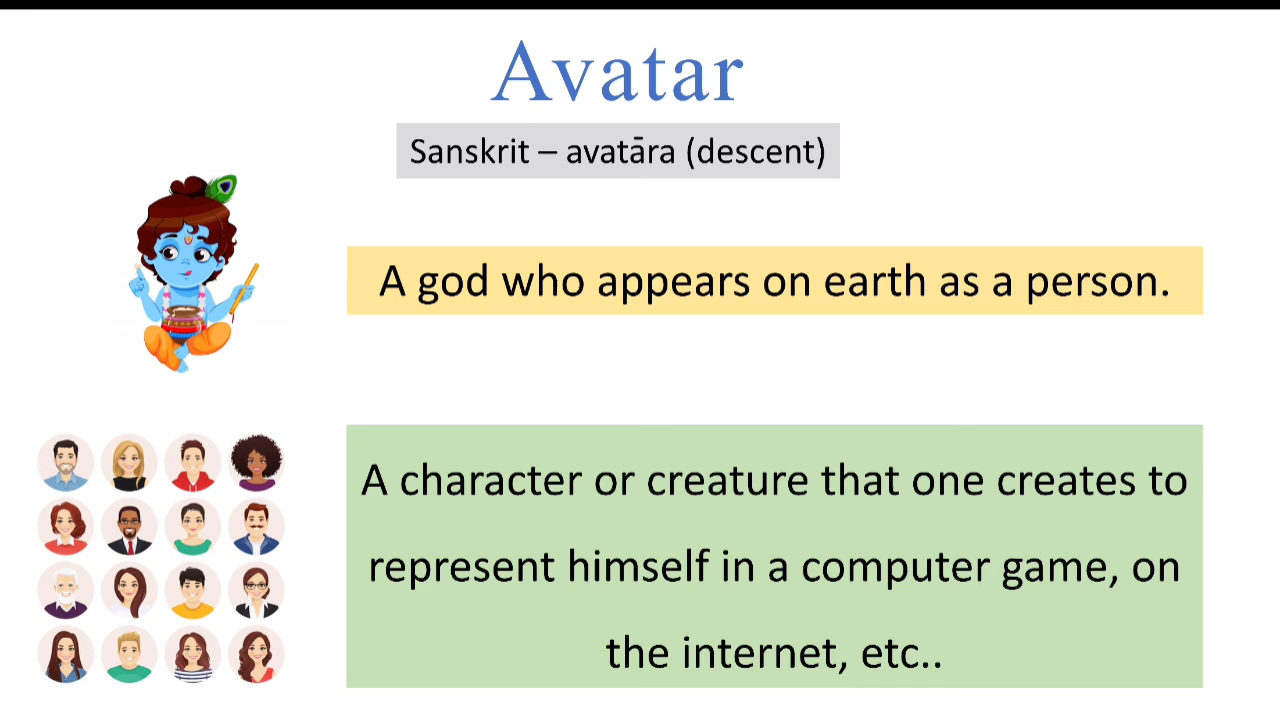 Avatar
Sanskrit – avatāra (descent)
A god who appears on earth as a person.
A character or creature that one creates to
represent himself in a computer game, on
the internet, etc..